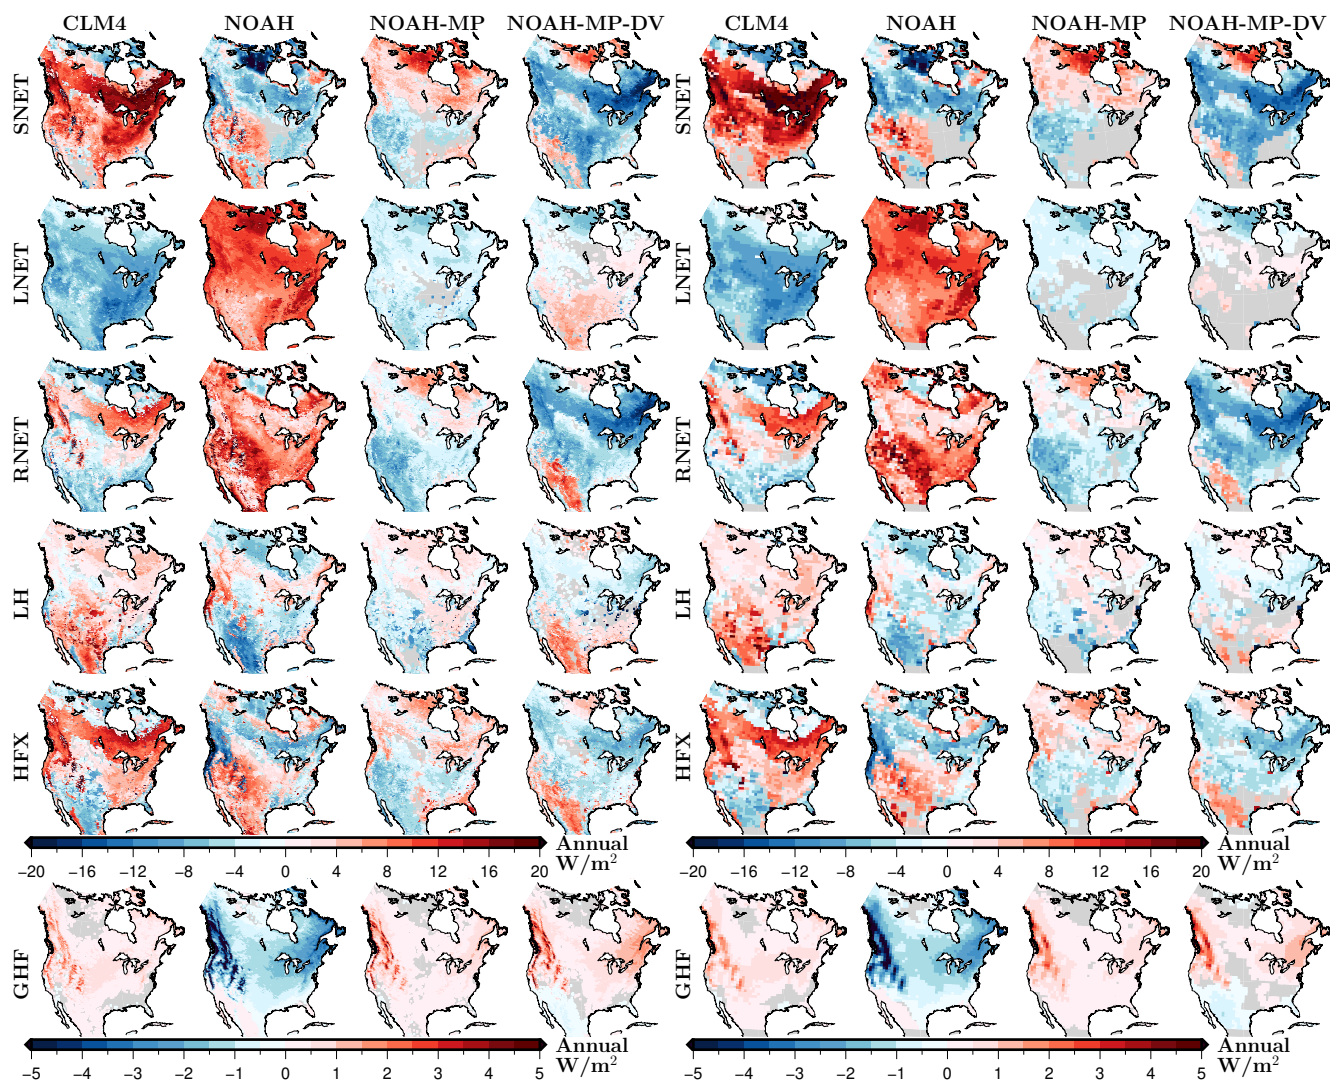 CLM4 NOAH NOAH-MP NOAH-MP-DV CLM4 NOAH NOAH-MP NOAH-MP-DV
SNET SNET
LNET LNET
RNET RNET
LH LH
HFX HFX
Annual Annual
W/m² W/m²
−20 −16 −12 −8 −4 0 4 8 12 16 20 −20 −16 −12 −8 −4 0 4 8 12 16 20
GHF GHF
Annual Annual
W/m² W/m²
−5 −4 −3 −2 −1 0 1 2 3 4 5 −5 −4 −3 −2 −1 0 1 2 3 4 5